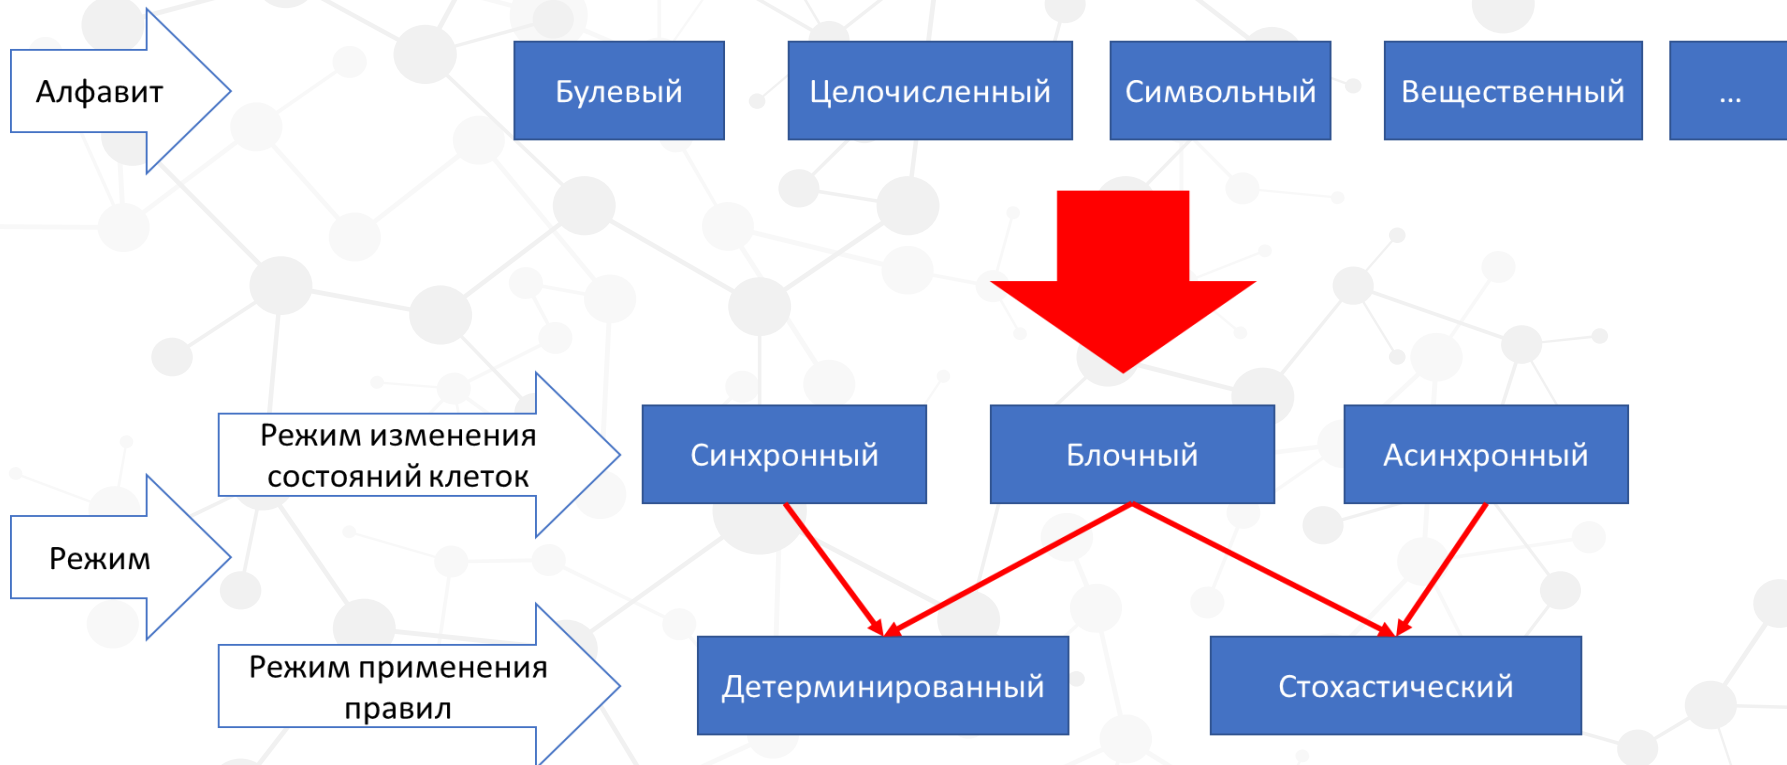 Алфавит
Булевый
Целочисленный
Символьный
Вещественный
...
Режим изменения
состояний клеток
Синхронный
Блочный
Асинхронный
Режим
Режим применения
правил
Детерминированный
Стохастический